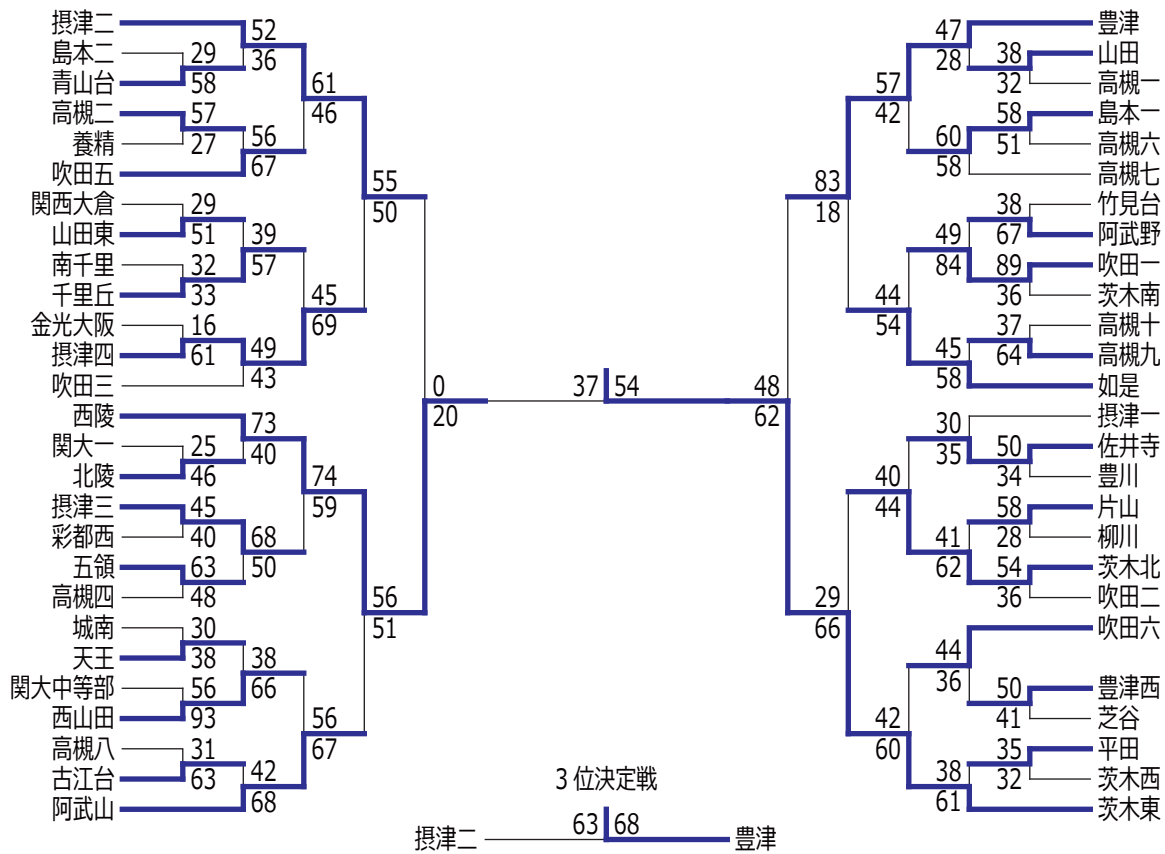 摂津二
52
島本二
29
36
青山台
58
61
高槻二
57
46
養精
27
56
吹田五
67
55
関西大倉
29
50
山田東
51
39
南千里
32
57
千里丘
33
45
金光大阪
16
69
摂津四
61
49
吹田三
43
0
西陵
73
20
関大一
25
40
北陵
46
74
摂津三
45
59
彩都西
40
68
五領
63
50
高槻四
48
56
城南
30
51
天王
38
38
関大中等部
56
66
西山田
93
56
高槻八
31
67
古江台
63
42
阿武山
68
37 54
豊津
47
山田
38
28
高槻一
32
57
島本一
58
42
高槻六
51
60
高槻七
58
83
竹見台
38
18
阿武野
67
49
吹田一
89
84
茨木南
36
44
高槻十
37
54
高槻九
64
45
如是
58
48
62
摂津一
30
佐井寺
50
35
豊川
34
40
片山
58
44
柳川
28
41
茨木北
54
62
吹田二
36
29
吹田六
44
66
豊津西
50
36
芝谷
41
42
平田
35
60
茨木西
32
38
茨木東
61
3位決定戦
摂津二 63 68 豊津